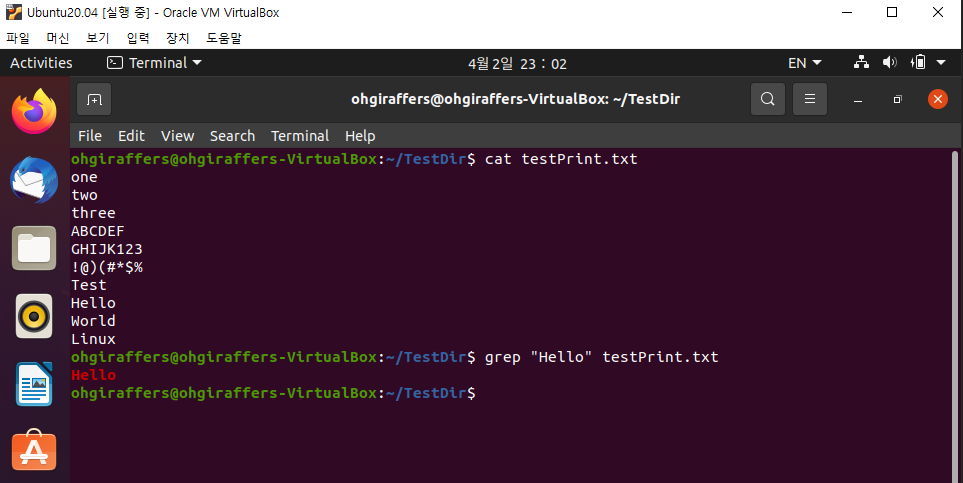 Ubuntu20.04 [실행 중] - Oracle VM VirtualBox
파일 머신 보기 입력 장치 도움말
Activities Terminal 4월 2일 23 : 02 EN
ohgiraffers@ohgiraffers-VirtualBox: ~/TestDir
File Edit View Search Terminal Help
ohgiraffers@ohgiraffers-VirtualBox:~/TestDir$ cat testPrint.txt
one
two
three
ABCDEF
GHIJK123
!@)(#*$%
Test
Hello
World
Linux
ohgiraffers@ohgiraffers-VirtualBox:~/TestDir$ grep "Hello" testPrint.txt
Hello
ohgiraffers@ohgiraffers-VirtualBox:~/TestDir$